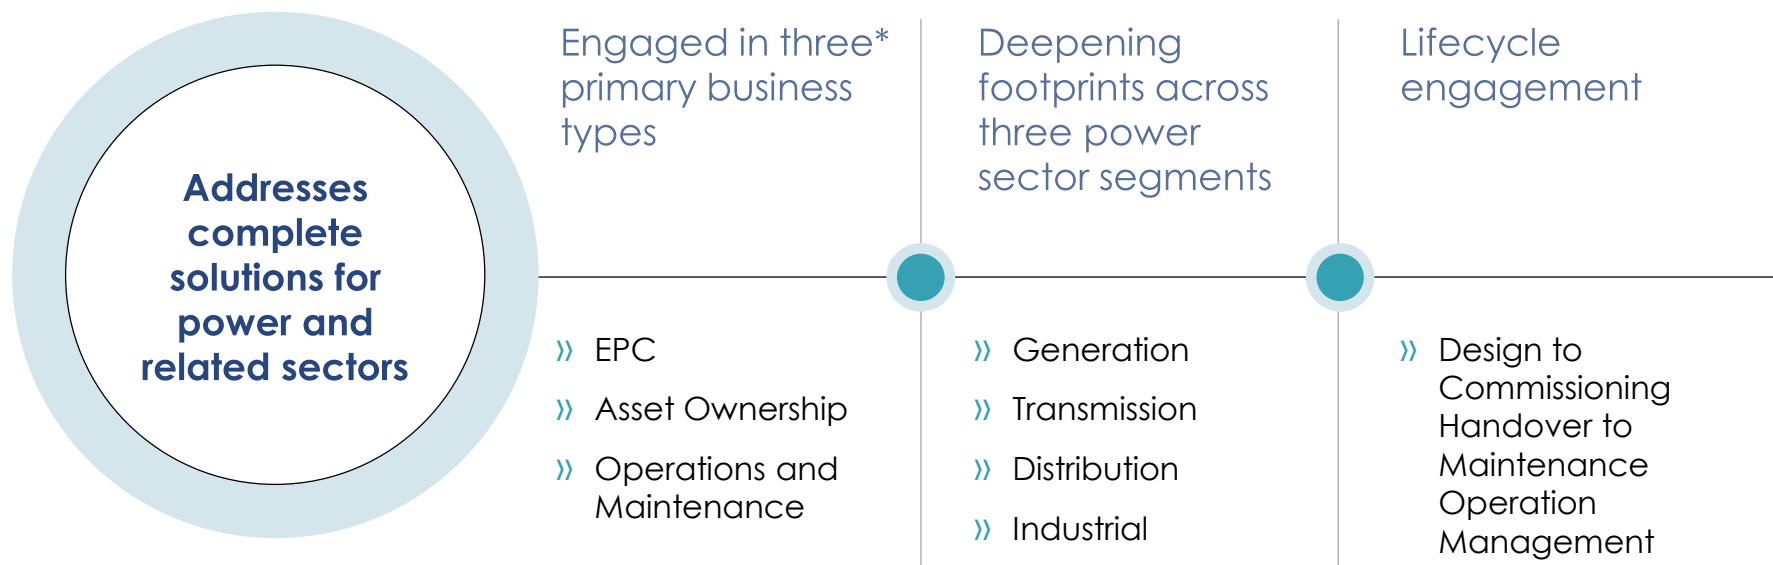 Addresses
complete
solutions for
power and
related sectors
Engaged in three*
primary business
types
» EPC
» Asset Ownership
» Operations and
Maintenance
Deepening
footprints across
three power
sector segments
» Generation
» Transmission
» Distribution
» Industrial
Lifecycle
engagement
» Design to
Commissioning
Handover to
Maintenance
Operation
Management